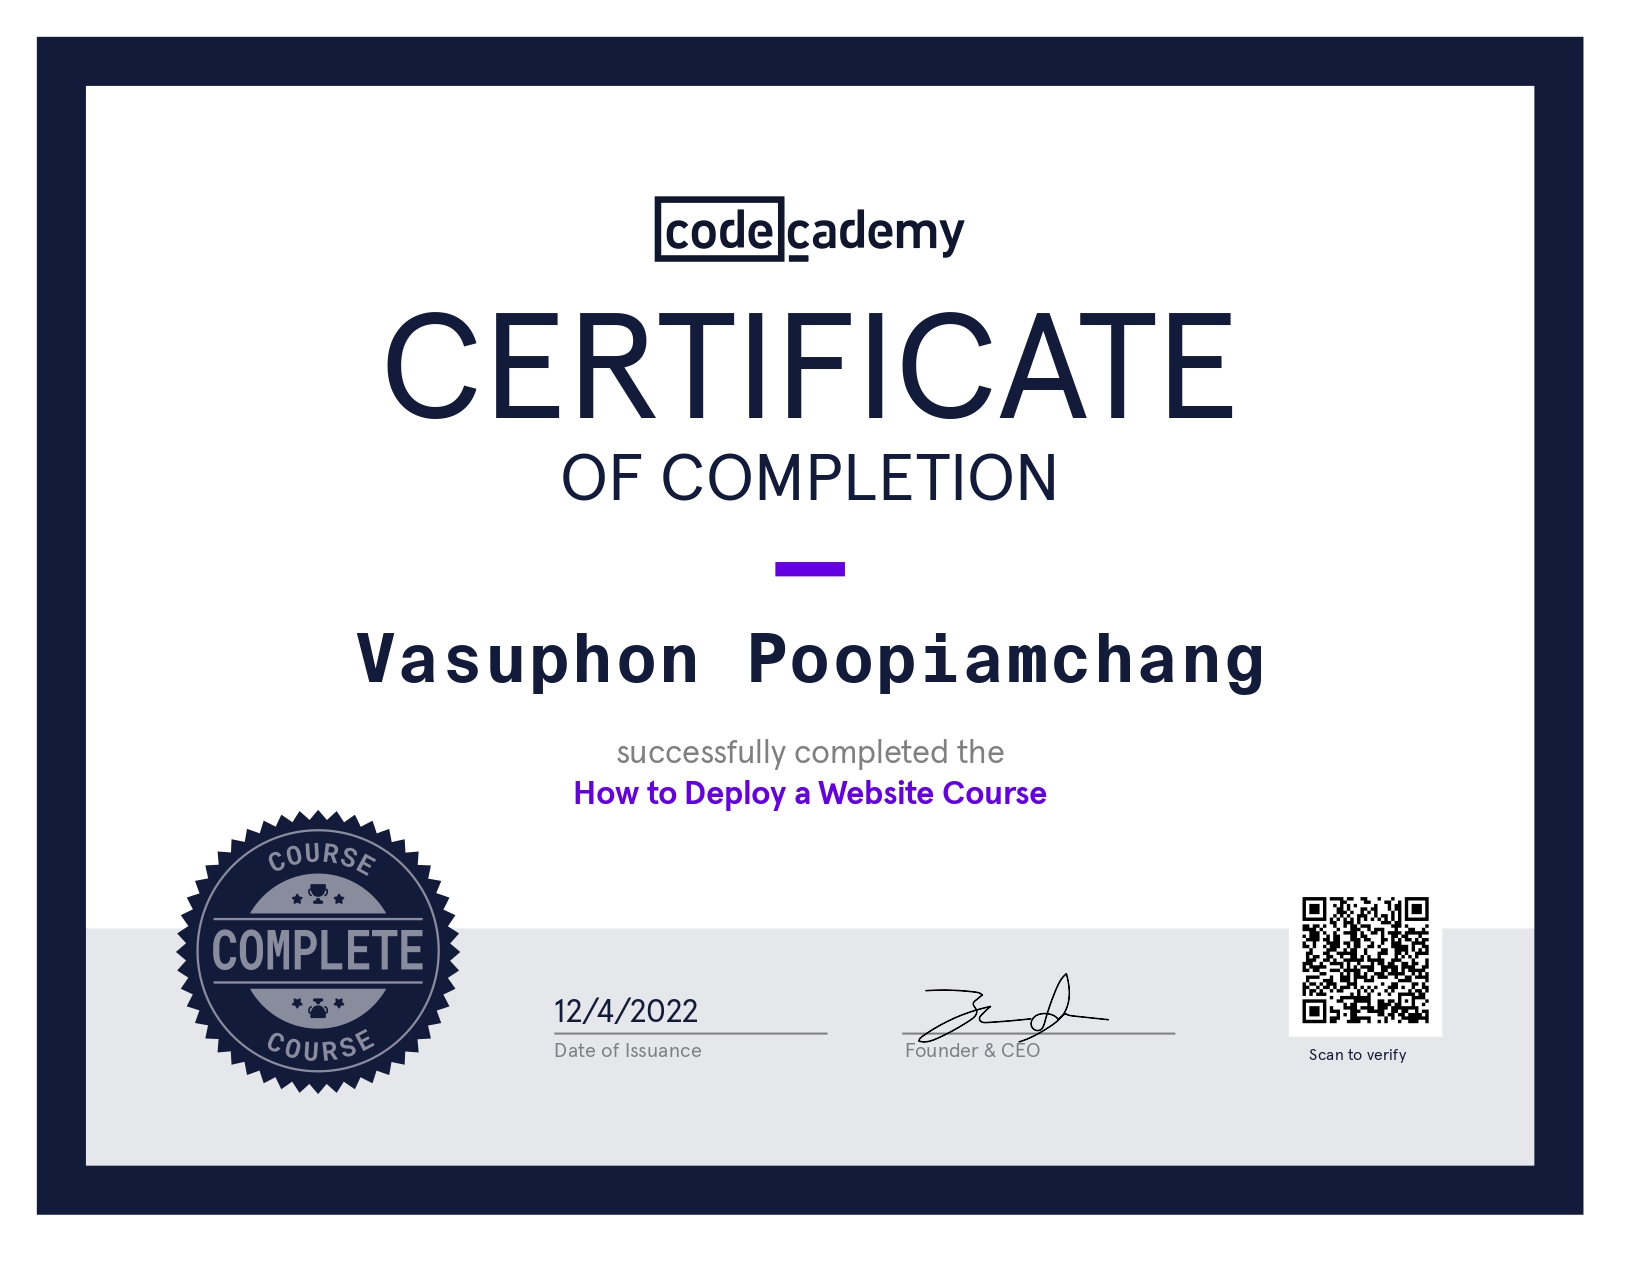 codecademy
CERTIFICATE
OF COMPLETION
Vasuphon Poopiamchang
successfully completed the
How to Deploy a Website Course
COURSE
COMPLETE
COURSE
12/4/2022
Date of Issuance
Founder & CEO
Scan to verify